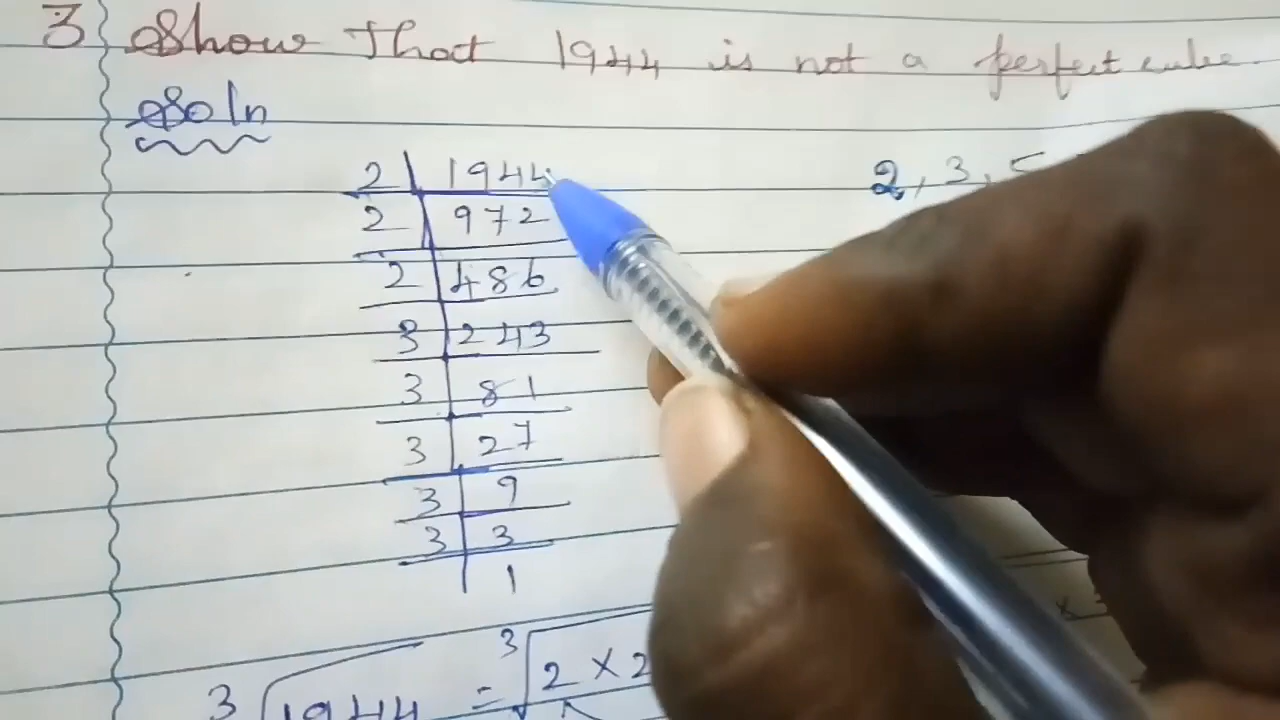 3 Show That 1944 is not a perfect cube.
Soln
2 1944 2, 3, 5
2 972
2 486
3 243
3 81
3 27
3 9
3 3
1
3√1944 = 3√2 × 2